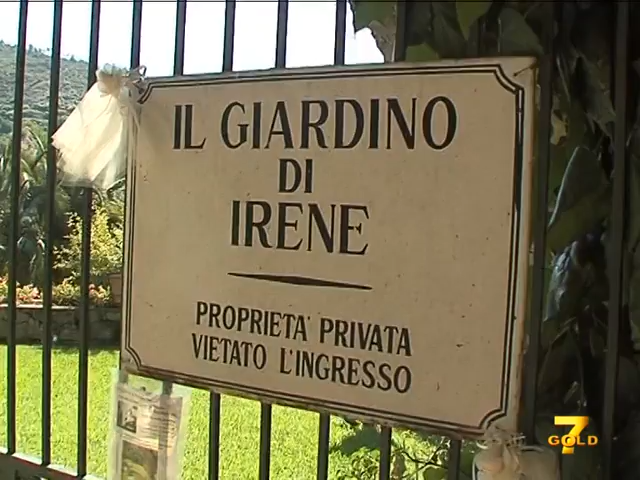 IL GIARDINO
DI
IRENE
PROPRIETA' PRIVATA
VIETATO L'INGRESSO
7
GOLD